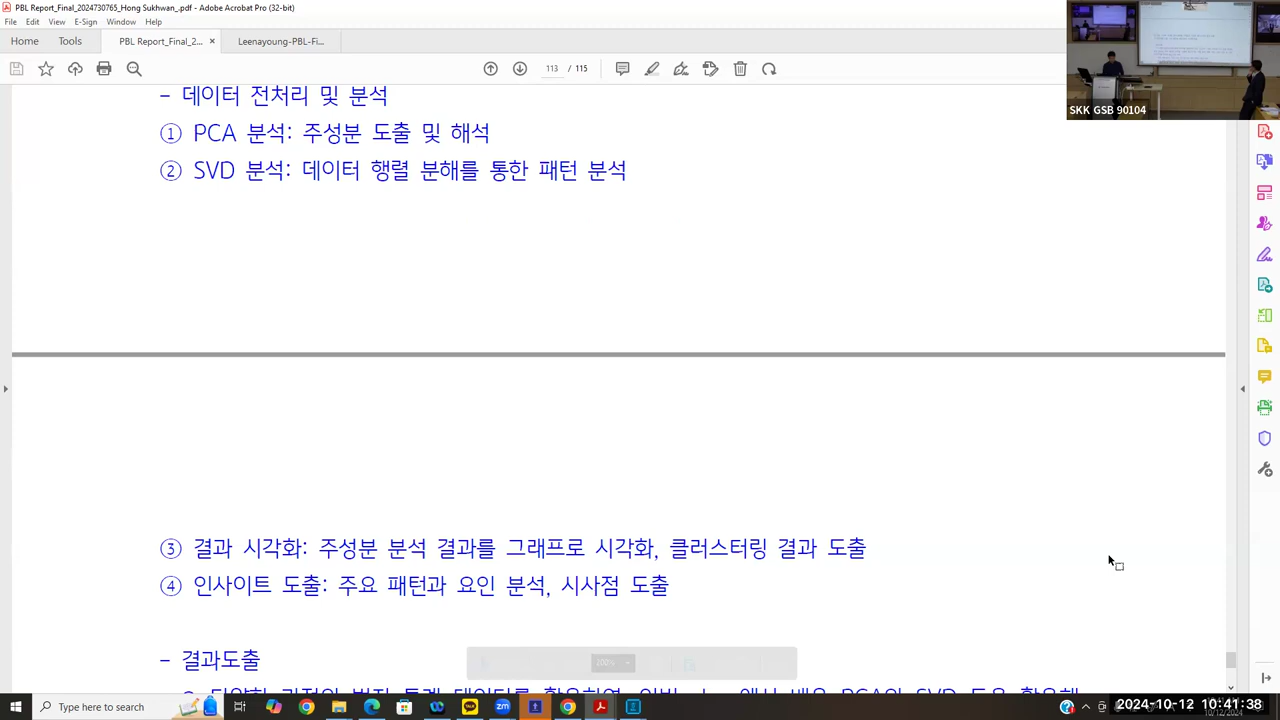 PBL Report_Final_2024730765_Hong Sukhwan_.pdf - Adobe Acrobat Pro (32-bit)
File Edit View E-Sign Window Help
Home Tools PBL Report_Final_2... × Leenayoung-PBL-Fi...
13 / 115
SKK GSB 90104
– 데이터 전처리 및 분석
① PCA 분석: 주성분 도출 및 해석
② SVD 분석: 데이터 행렬 분해를 통한 패턴 분석
③ 결과 시각화: 주성분 분석 결과를 그래프로 시각화, 클러스터링 결과 도출
④ 인사이트 도출: 주요 패턴과 요인 분석, 시사점 도출
– 결과도출
200%
Type here to search
2024-10-12 10:41:38
10/12/2024